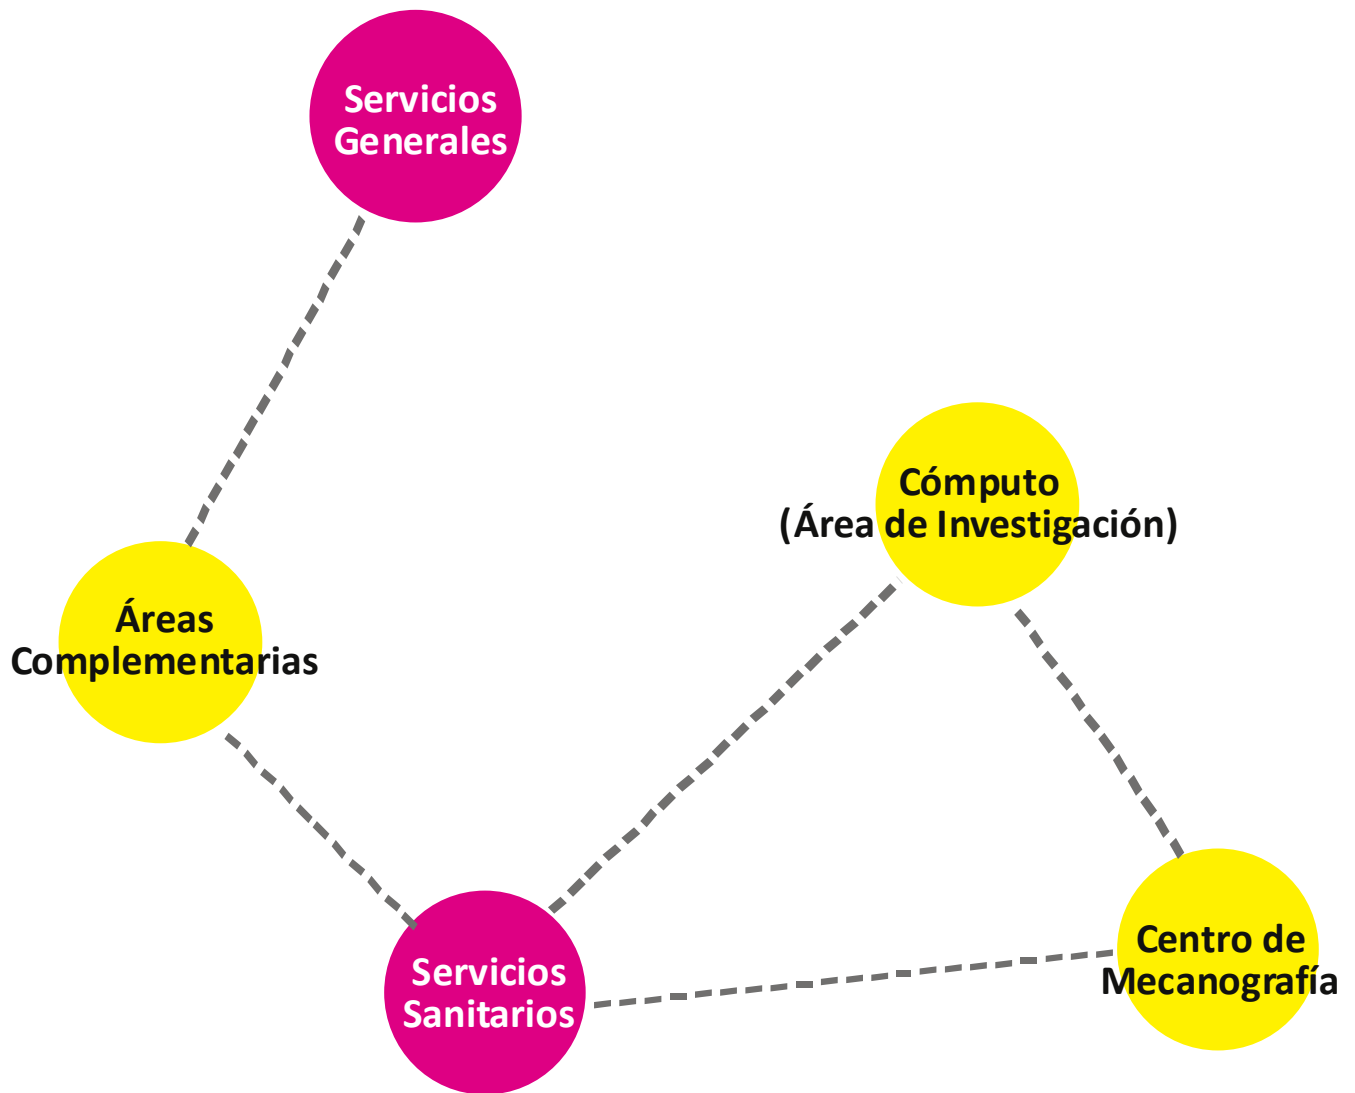 Servicios
Generales
Cómputo
(Área de Investigación)
Áreas
Complementarias
Centro de
Mecanografía
Servicios
Sanitarios